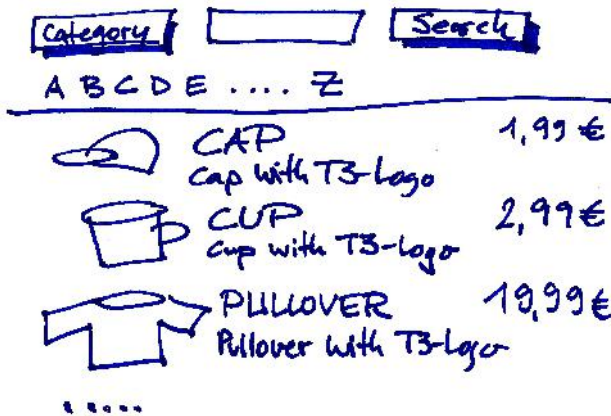 Category Search
A B C D E .... Z
CAP 1,99 €
Cap with T3-Logo
CUP 2,99 €
Cup with T3-logo
PULLOVER 19,99 €
Pullover with T3-Logo
.....